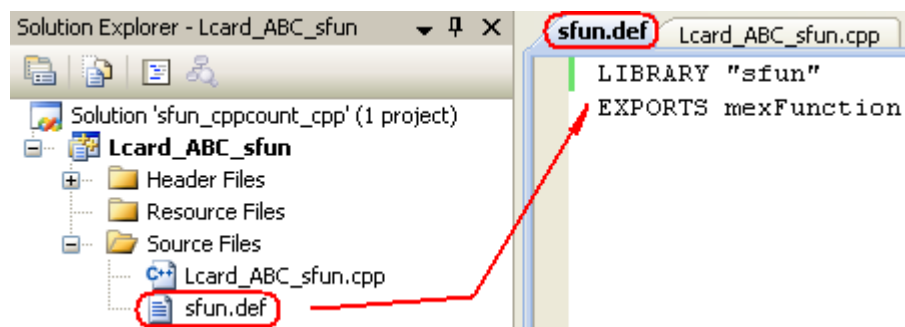 Solution Explorer - Lcard_ABC_sfun
Solution 'sfun_cppcount_cpp' (1 project)
Lcard_ABC_sfun
Header Files
Resource Files
Source Files
Lcard_ABC_sfun.cpp
sfun.def
sfun.def Lcard_ABC_sfun.cpp
LIBRARY "sfun"
EXPORTS mexFunction